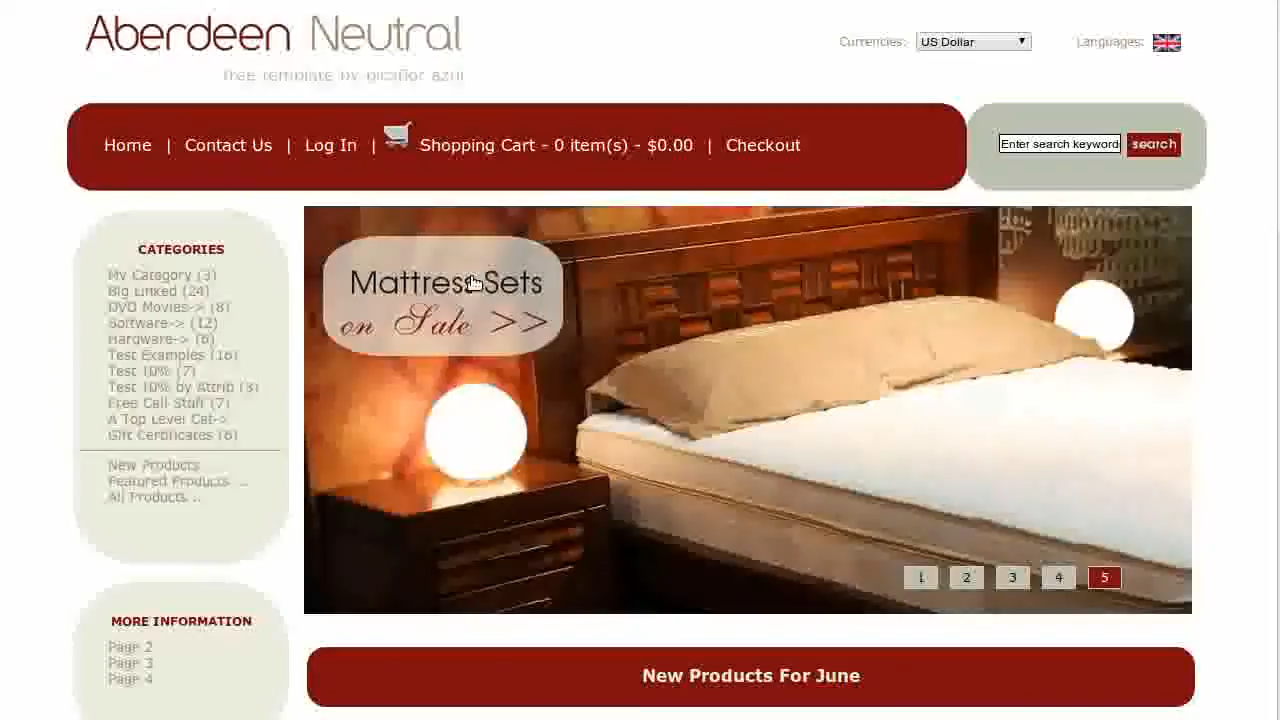 Aberdeen Neutral
free template by picaflor azul
Currencies:
US Dollar
Languages:
Home | Contact Us | Log In | Shopping Cart - 0 item(s) - $0.00 | Checkout
Enter search keyword
search
CATEGORIES
My Category (3)
Big Linked (24)
DVD Movies-> (8)
Software-> (12)
Hardware-> (6)
Test Examples (16)
Test 10% (7)
Test 10% by Attrib (3)
Free Call Stuff (7)
A Top Level Cat->
Gift Certificates (6)
New Products
Featured Products ...
All Products ...
MORE INFORMATION
Page 2
Page 3
Page 4
Mattress Sets
on Sale >>
1 2 3 4 5
New Products For June